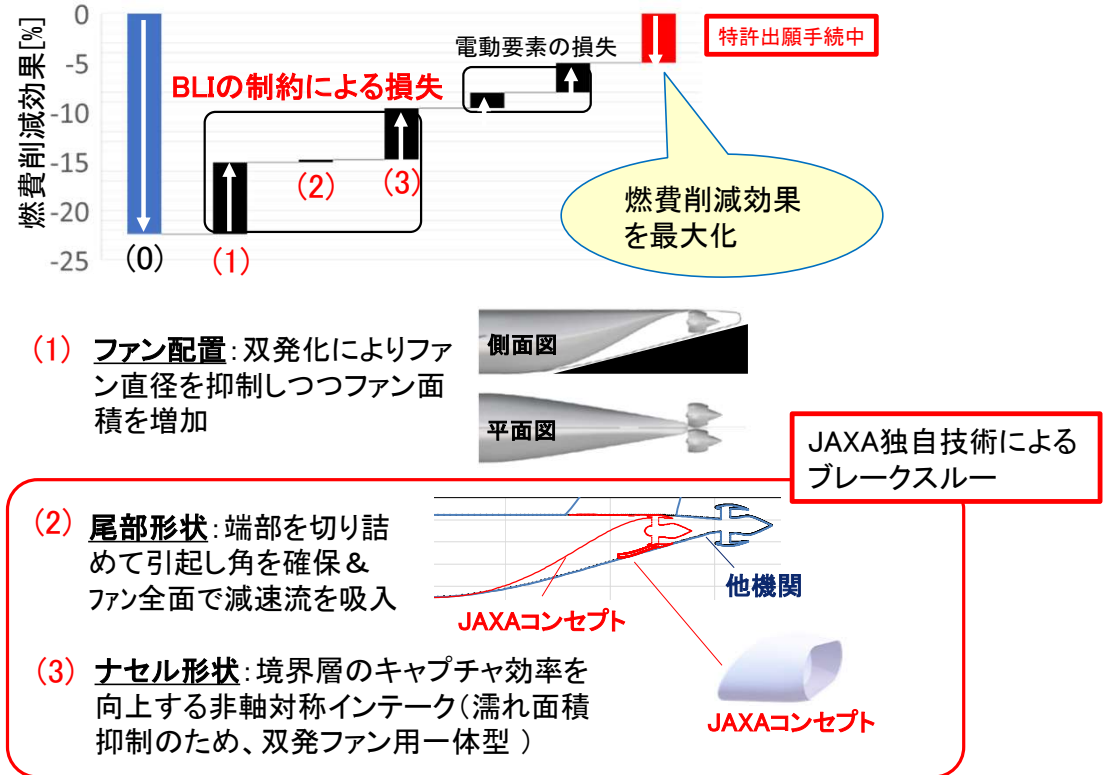 燃費削減効果[%]
0
-5
-10
-15
-20
-25
特許出願手続中
電動要素の損失
BLIの制約による損失
(0)
(1)
(2)
(3)
燃費削減効果
を最大化
(1) ファン配置:双発化によりファ
ン直径を抑制しつつファン面
積を増加
側面図
平面図
JAXA独自技術による
ブレークスルー
(2) 尾部形状:端部を切り詰
めて引起し角を確保&
ファン全面で減速流を吸入
他機関
JAXAコンセプト
(3) ナセル形状:境界層のキャプチャ効率を
向上する非軸対称インテーク(濡れ面積
抑制のため、双発ファン用一体型 )
JAXAコンセプト